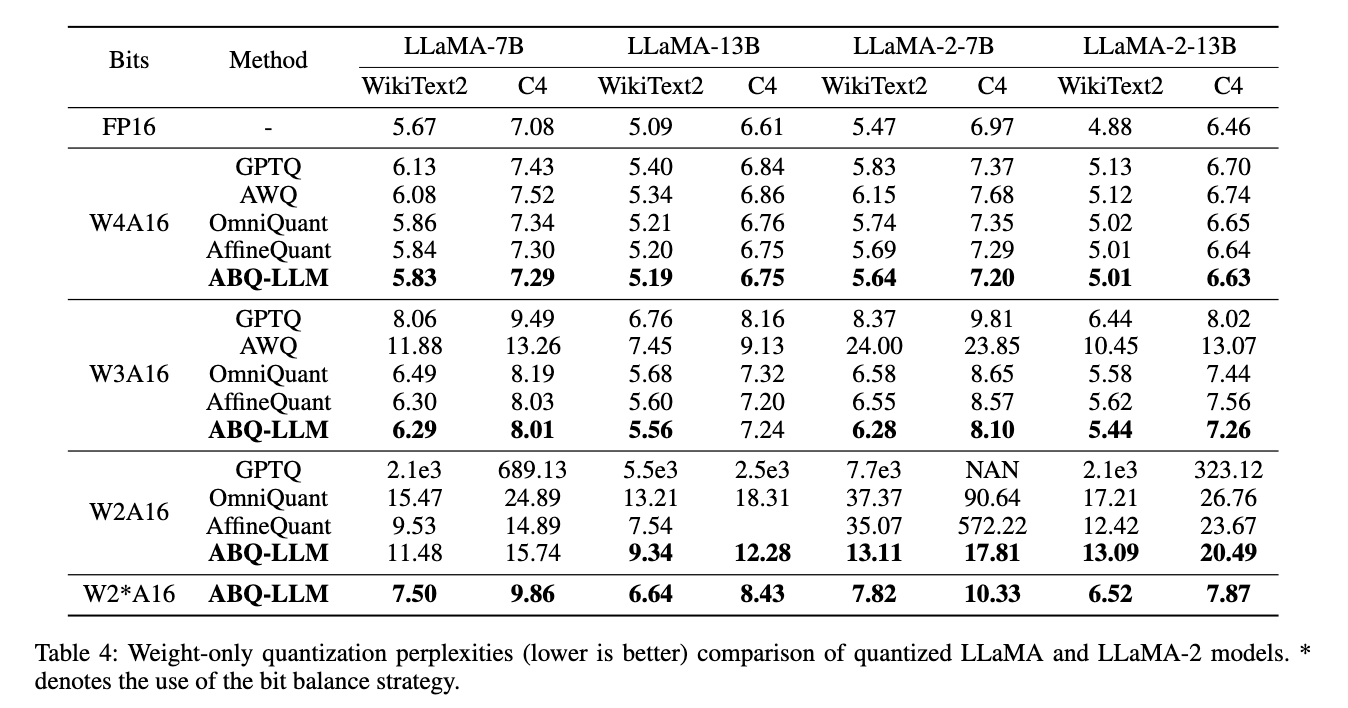 Bits Method LLaMA-7B LLaMA-13B LLaMA-2-7B LLaMA-2-13B
WikiText2 C4 WikiText2 C4 WikiText2 C4 WikiText2 C4
FP16 - 5.67 7.08 5.09 6.61 5.47 6.97 4.88 6.46
W4A16
GPTQ 6.13 7.43 5.40 6.84 5.83 7.37 5.13 6.70
AWQ 6.08 7.52 5.34 6.86 6.15 7.68 5.12 6.74
OmniQuant 5.86 7.34 5.21 6.76 5.74 7.35 5.02 6.65
AffineQuant 5.84 7.30 5.20 6.75 5.69 7.29 5.01 6.64
ABQ-LLM 5.83 7.29 5.19 6.75 5.64 7.20 5.01 6.63
W3A16
GPTQ 8.06 9.49 6.76 8.16 8.37 9.81 6.44 8.02
AWQ 11.88 13.26 7.45 9.13 24.00 23.85 10.45 13.07
OmniQuant 6.49 8.19 5.68 7.32 6.58 8.65 5.58 7.44
AffineQuant 6.30 8.03 5.60 7.20 6.55 8.57 5.62 7.56
ABQ-LLM 6.29 8.01 5.56 7.24 6.28 8.10 5.44 7.26
W2A16
GPTQ 2.1e3 689.13 5.5e3 2.5e3 7.7e3 NAN 2.1e3 323.12
OmniQuant 15.47 24.89 13.21 18.31 37.37 90.64 17.21 26.76
AffineQuant 9.53 14.89 7.54 35.07 572.22 12.42 23.67
ABQ-LLM 11.48 15.74 9.34 12.28 13.11 17.81 13.09 20.49
W2*A16 ABQ-LLM 7.50 9.86 6.64 8.43 7.82 10.33 6.52 7.87
Table 4: Weight-only quantization perplexities (lower is better) comparison of quantized LLaMA and LLaMA-2 models. *
denotes the use of the bit balance strategy.